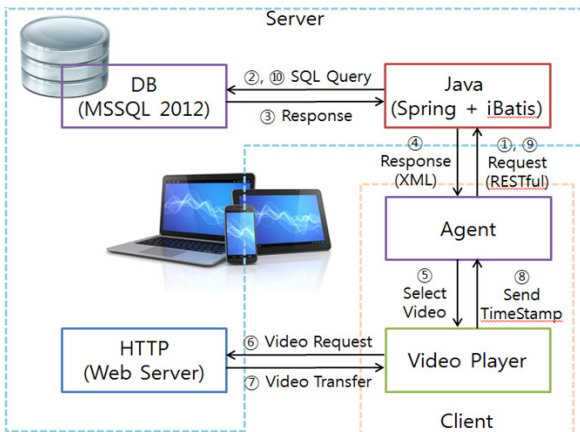 Server
DB
(MSSQL 2012)
②, ⑩ SQL Query
③ Response
Java
(Spring + iBatis)
④
Response
(XML)
①, ⑨
Request
(RESTful)
Agent
⑤
Select
Video
⑧
Send
TimeStamp
HTTP
(Web Server)
⑥ Video Request
⑦ Video Transfer
Video Player
Client